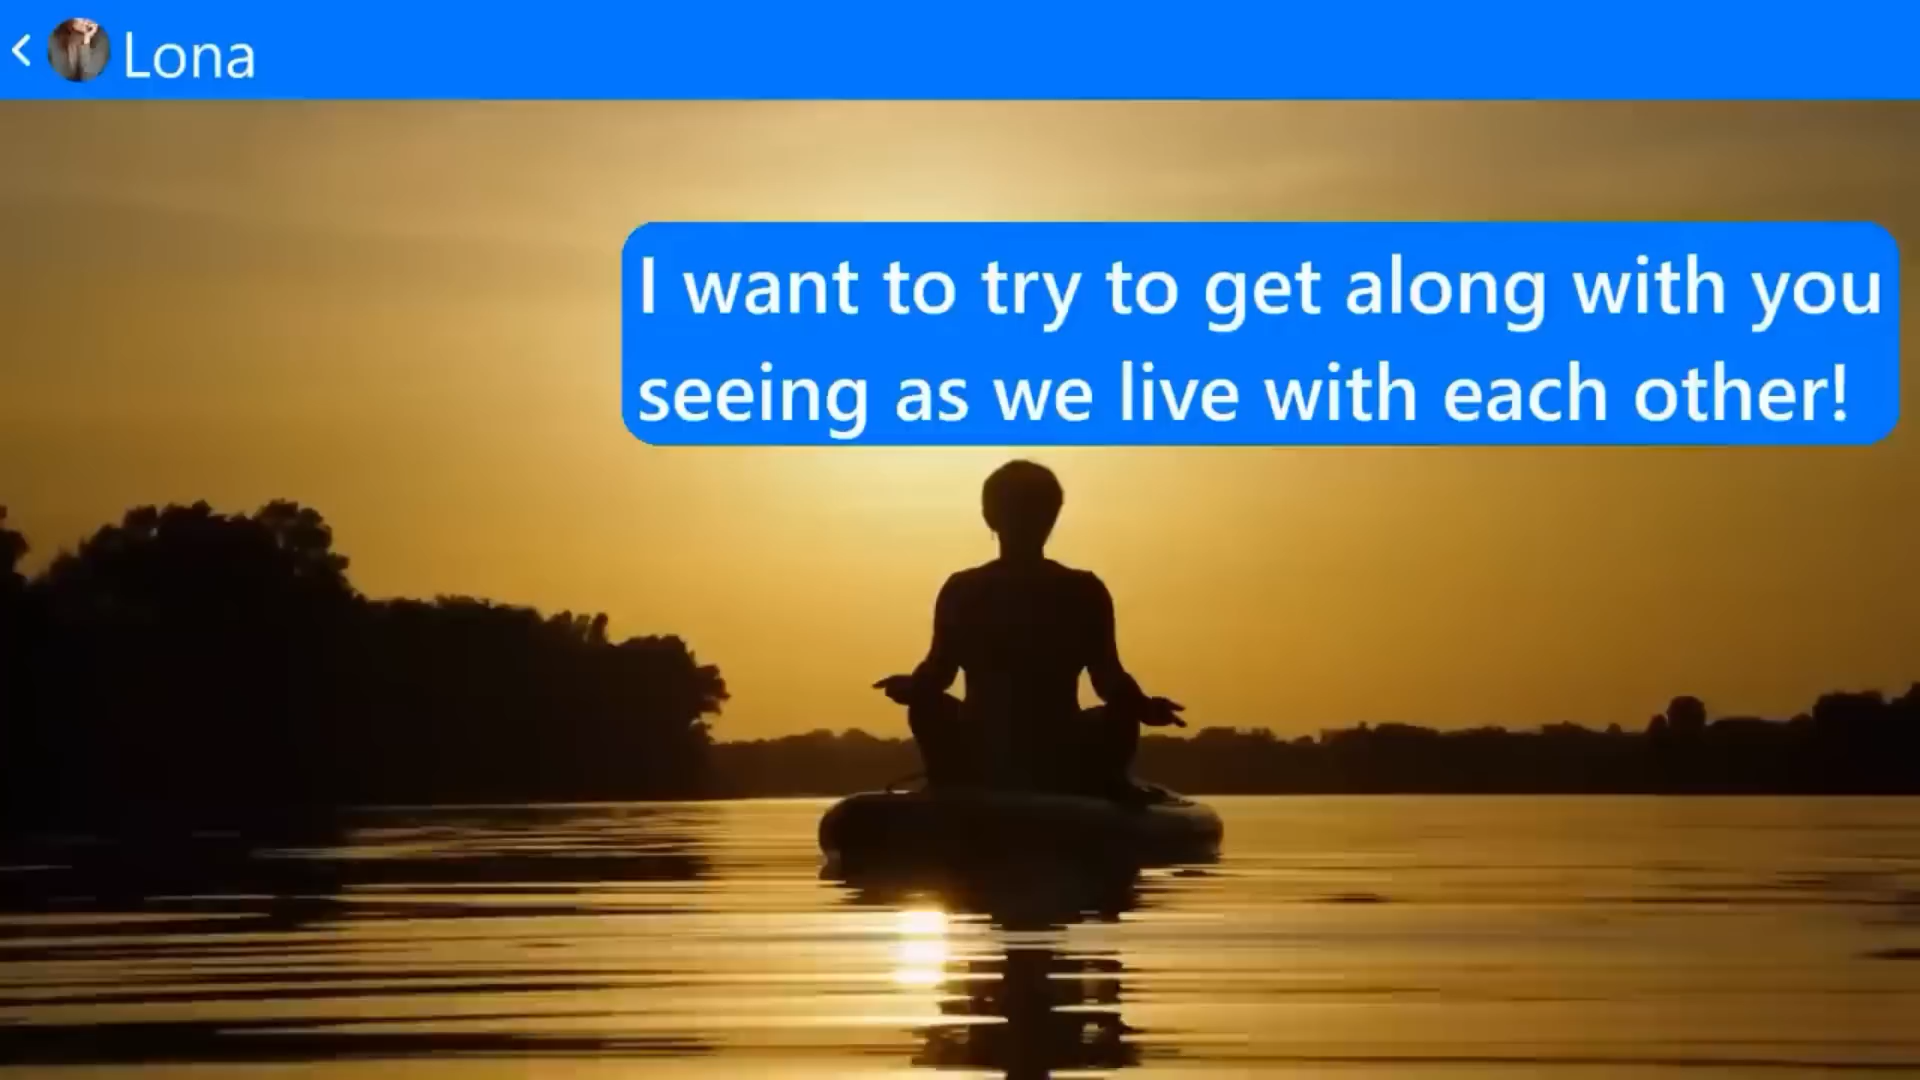 Lona
I want to try to get along with you
seeing as we live with each other!